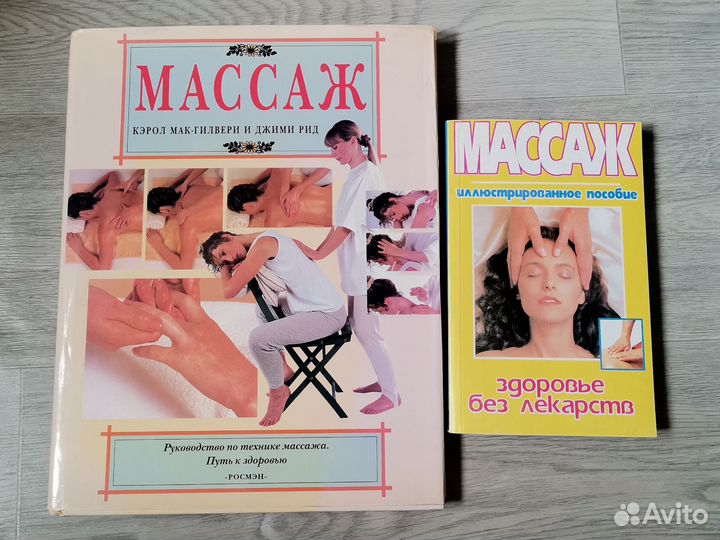 МАССАЖ
КЭРОЛ МАК-ГИЛВЕРИ И ДЖИМИ РИД
Руководство по технике массажа.
Путь к здоровью
«РОСМЭН»
МАССАЖ
иллюстрированное пособие
здоровье
без лекарств
Avito